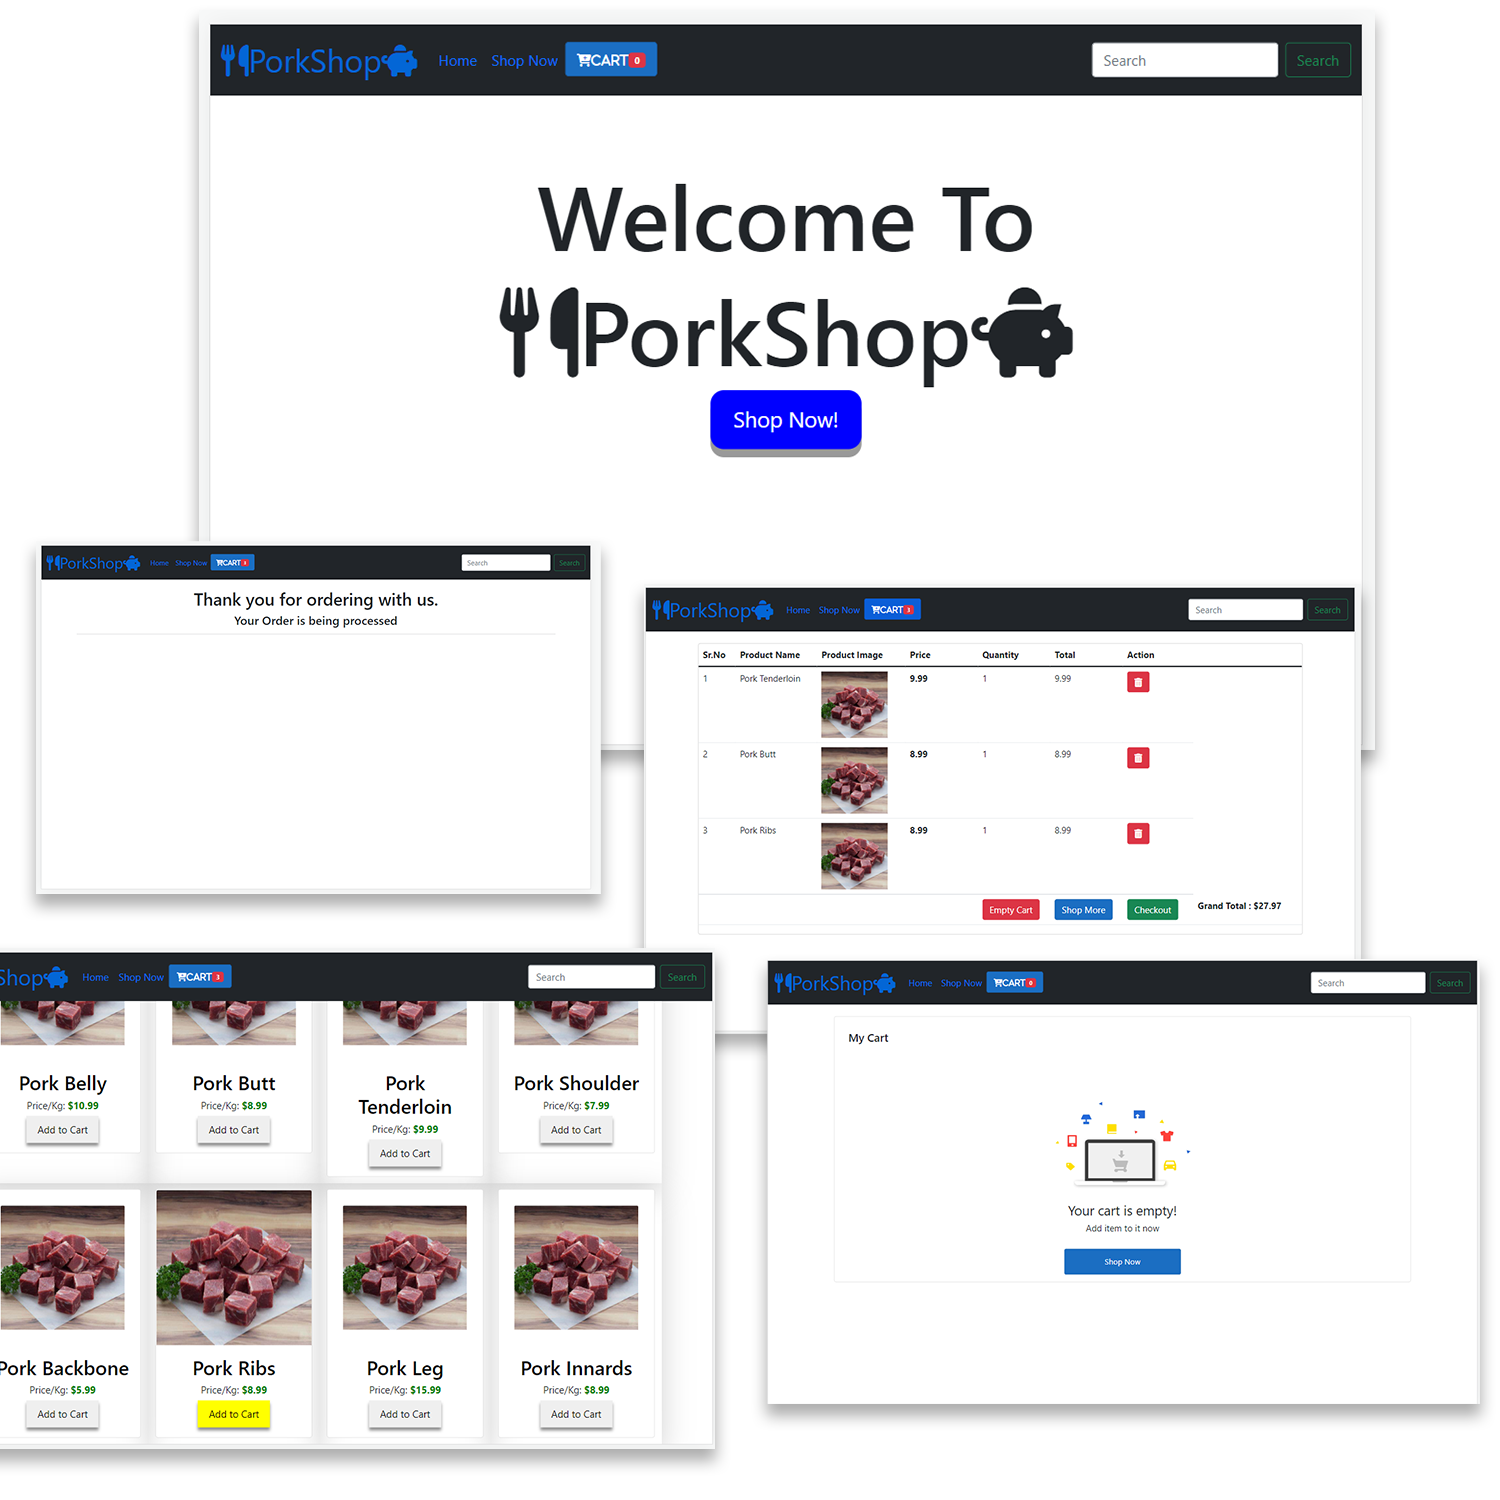 PorkShop Home Shop Now CART 0 Search Search
Welcome To
PorkShop
Shop Now!
PorkShop Home Shop Now CART 3 Search Search
Thank you for ordering with us.
Your Order is being processed
PorkShop Home Shop Now CART 3 Search Search
Sr.No Product Name Product Image Price Quantity Total Action
1 Pork Tenderloin 9.99 1 9.99
2 Pork Butt 8.99 1 8.99
3 Pork Ribs 8.99 1 8.99
Empty Cart Shop More Checkout Grand Total : $27.97
Shop Home Shop Now CART 3 Search Search
Pork Belly Pork Butt Pork Tenderloin Pork Shoulder
Price/Kg: $10.99 Price/Kg: $8.99 Price/Kg: $9.99 Price/Kg: $7.99
Add to Cart Add to Cart Add to Cart Add to Cart
Pork Backbone Pork Ribs Pork Leg Pork Innards
Price/Kg: $5.99 Price/Kg: $8.99 Price/Kg: $15.99 Price/Kg: $8.99
Add to Cart Add to Cart Add to Cart Add to Cart
PorkShop Home Shop Now CART 0 Search Search
My Cart
Your cart is empty!
Add item to it now
Shop Now